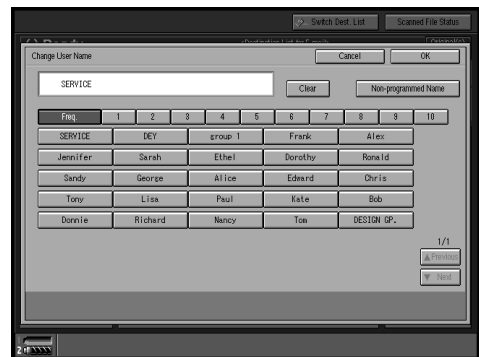 Switch Dest. List Scanned File Status
Change User Name Cancel OK
SERVICE Clear Non-programmed Name
Freq. 1 2 3 4 5 6 7 8 9 10
SERVICE DEY group 1 Frank Alex
Jennifer Sarah Ethel Dorothy Ronald
Sandy George Alice Edward Chris
Tony Lisa Paul Kate Bob
Donnie Richard Nancy Tom DESIGN GP.
1/1
▲ Previous
▼ Next
2